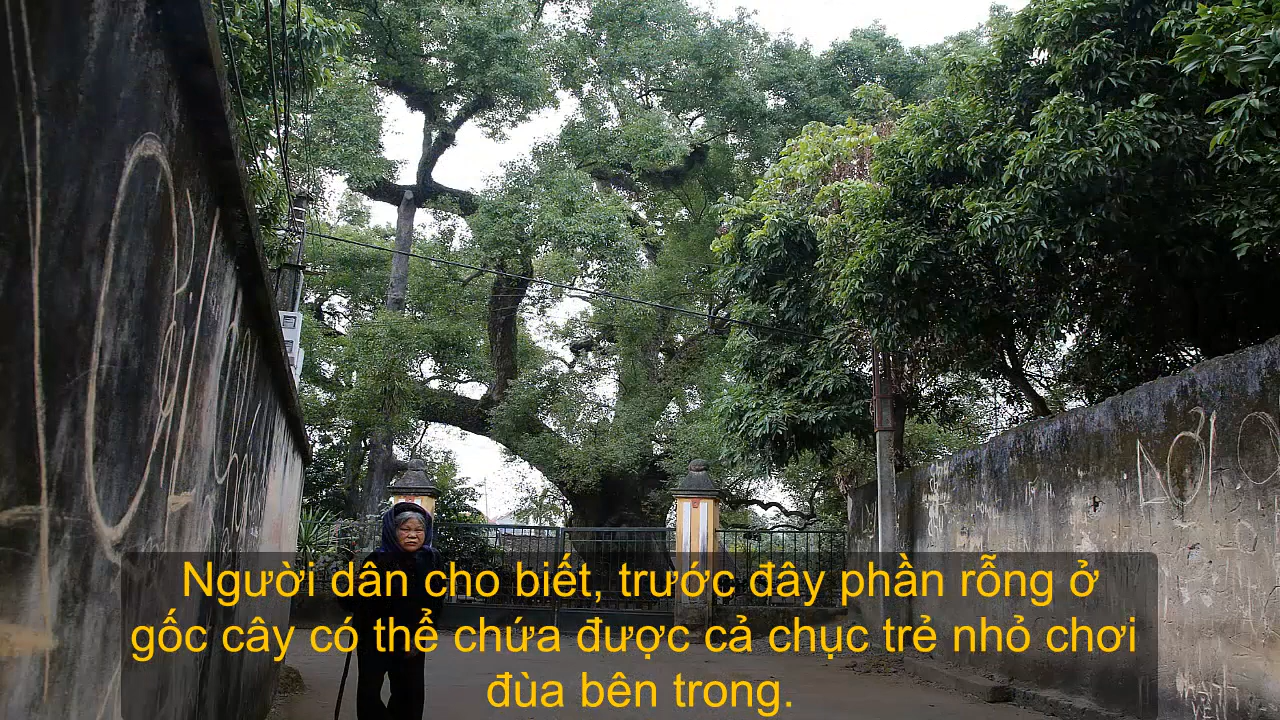 Người dân cho biết, trước đây phần rỗng ở
gốc cây có thể chứa được cả chục trẻ nhỏ chơi
đùa bên trong.